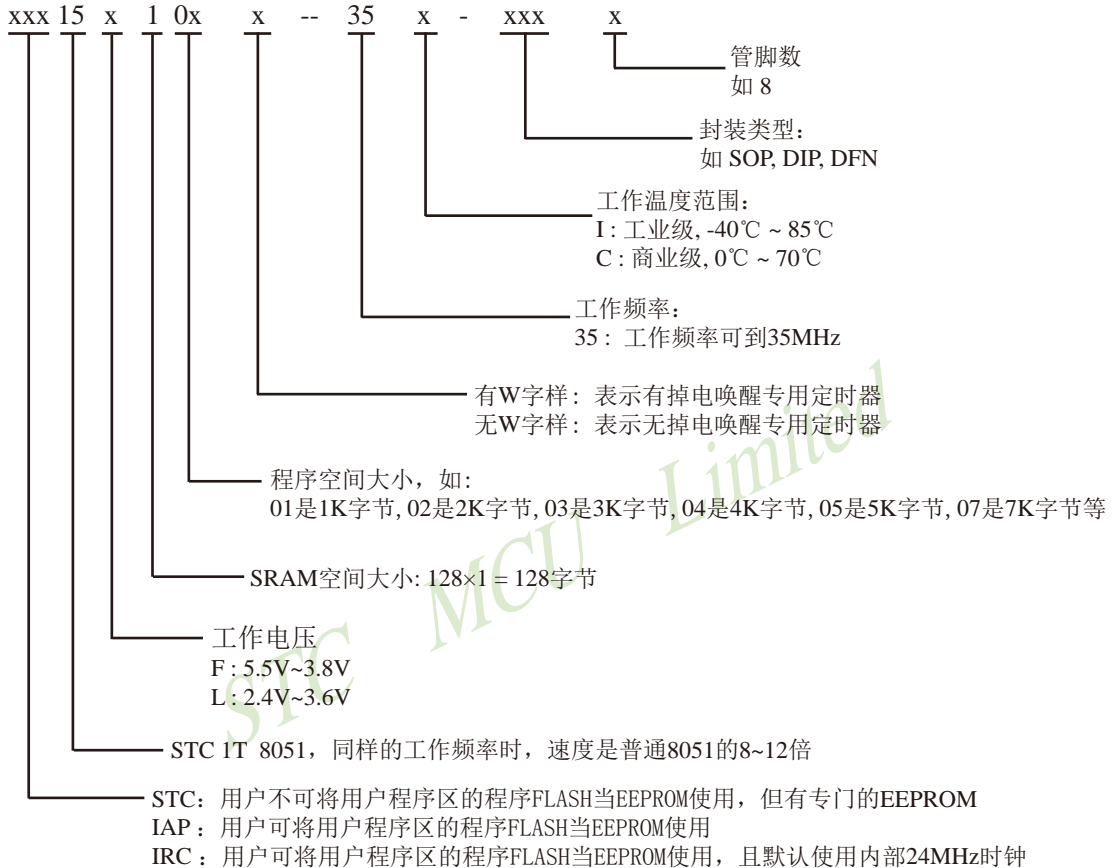 xxx 15 x 1 0x x -- 35 x - xxx x
管脚数
如 8
封装类型：
如 SOP, DIP, DFN
工作温度范围：
I : 工业级, -40℃ ~ 85℃
C : 商业级, 0℃ ~ 70℃
工作频率：
35 : 工作频率可到35MHz
有W字样： 表示有掉电唤醒专用定时器
无W字样： 表示无掉电唤醒专用定时器
程序空间大小，如:
01是1K字节, 02是2K字节, 03是3K字节, 04是4K字节, 05是5K字节, 07是7K字节等
SRAM空间大小: 128×1 = 128字节
工作电压
F : 5.5V~3.8V
L : 2.4V~3.6V
STC 1T 8051，同样的工作频率时，速度是普通8051的8~12倍
STC：用户不可将用户程序区的程序FLASH当EEPROM使用，但有专门的EEPROM
IAP：用户可将用户程序区的程序FLASH当EEPROM使用
IRC：用户可将用户程序区的程序FLASH当EEPROM使用，且默认使用内部24MHz时钟
STC MCU Limited